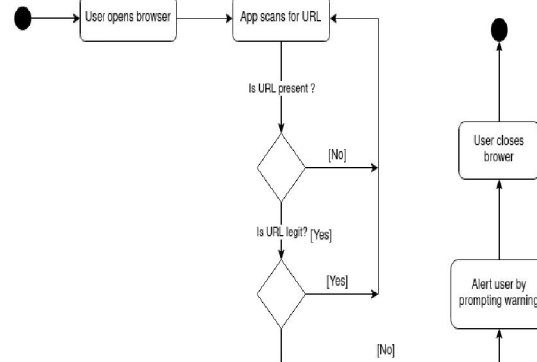 User opens browser
App scans for URL
Is URL present ?
[No]
Is URL legit?
[Yes]
[Yes]
[No]
User closes
brower
Alert user by
prompting warning